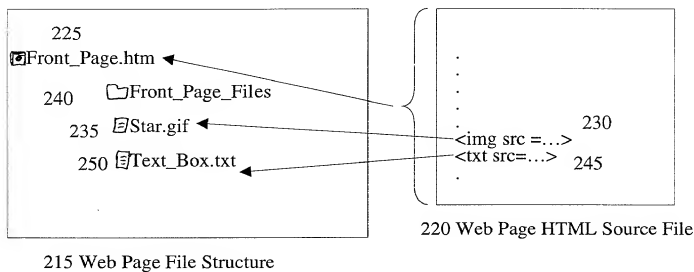 225
Front_Page.htm
240
Front_Page_Files
235
Star.gif
250
Text_Box.txt
230
<img src =...>
<txt src=...>
245
220 Web Page HTML Source File
215 Web Page File Structure